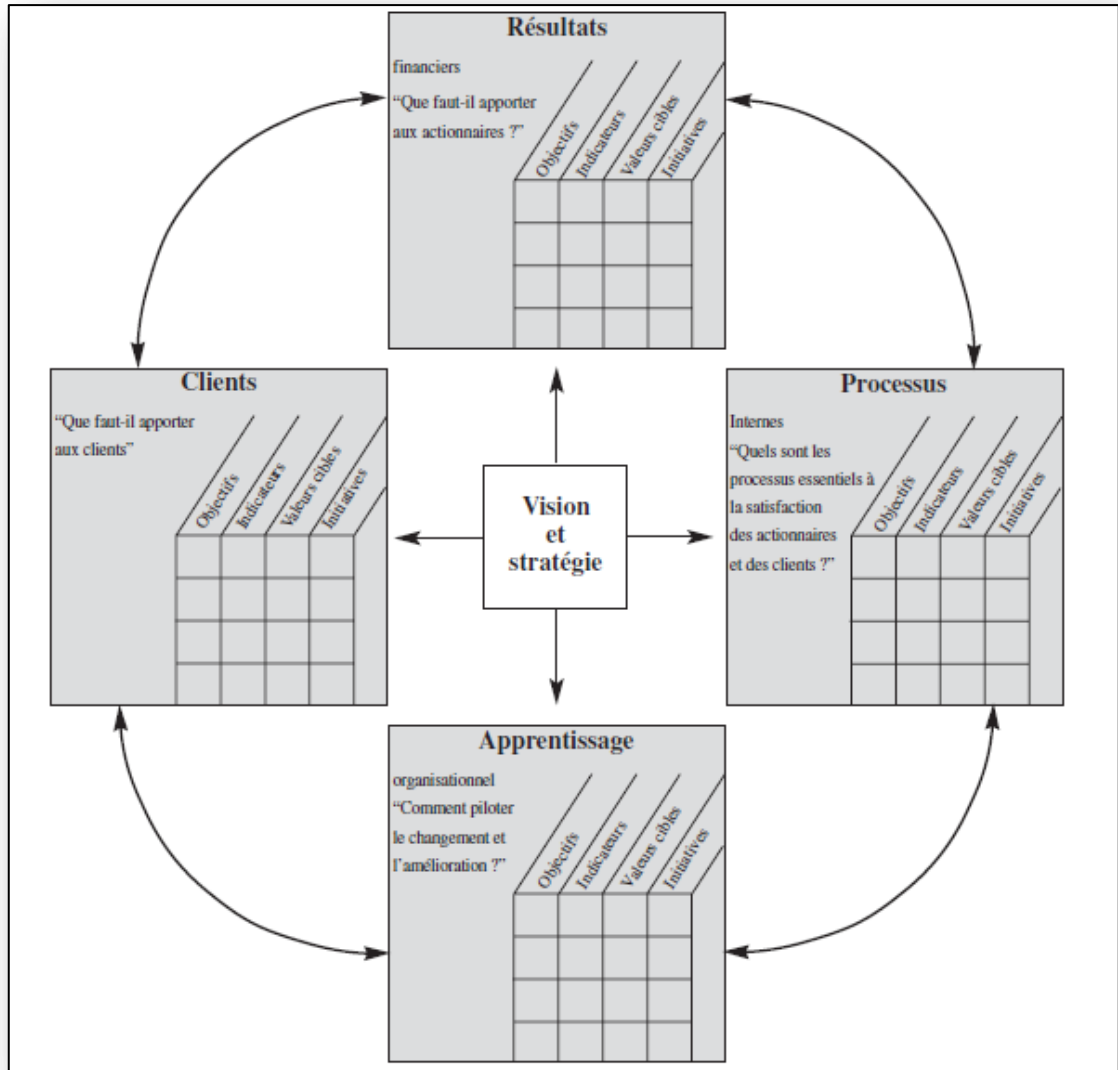 Résultats
financiers
“Que faut-il apporter
aux actionnaires ?”
Objectifs
Indicateurs
Valeurs cibles
Initiatives
Clients
“Que faut-il apporter
aux clients”
Objectifs
Indicateurs
Valeurs cibles
Initiatives
Vision
et
stratégie
Processus
Internes
“Quels sont les
processus essentiels à
la satisfaction
des actionnaires
et des clients ?”
Objectifs
Indicateurs
Valeurs cibles
Initiatives
Apprentissage
organisationnel
“Comment piloter
le changement et
l’amélioration ?”
Objectifs
Indicateurs
Valeurs cibles
Initiatives